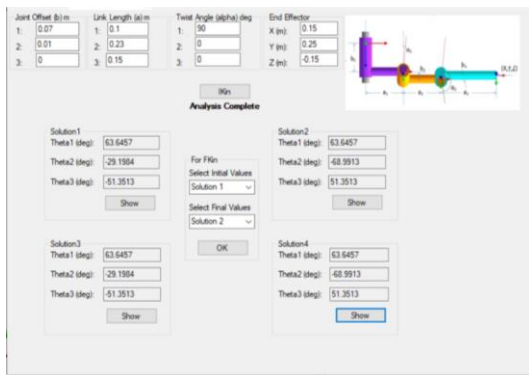 Joint Offset (b) m
1: 0.07
2: 0.01
3: 0
Link Length (a) m
1: 0.1
2: 0.23
3: 0.15
Twist Angle (alpha) deg
1: 90
2: 0
3: 0
End Effector
X (m): 0.15
Y (m): 0.25
Z (m): -0.15
(X,Y,Z)
IKin
Analysis Complete
Solution1
Theta1 (deg): 63.6457
Theta2 (deg): -29.1984
Theta3 (deg): -51.3513
Show
For FKin
Select Initial Values
Solution 1
Select Final Values
Solution 2
OK
Solution2
Theta1 (deg): 63.6457
Theta2 (deg): -68.9913
Theta3 (deg): 51.3513
Show
Solution3
Theta1 (deg): 63.6457
Theta2 (deg): -29.1984
Theta3 (deg): -51.3513
Show
Solution4
Theta1 (deg): 63.6457
Theta2 (deg): -68.9913
Theta3 (deg): 51.3513
Show